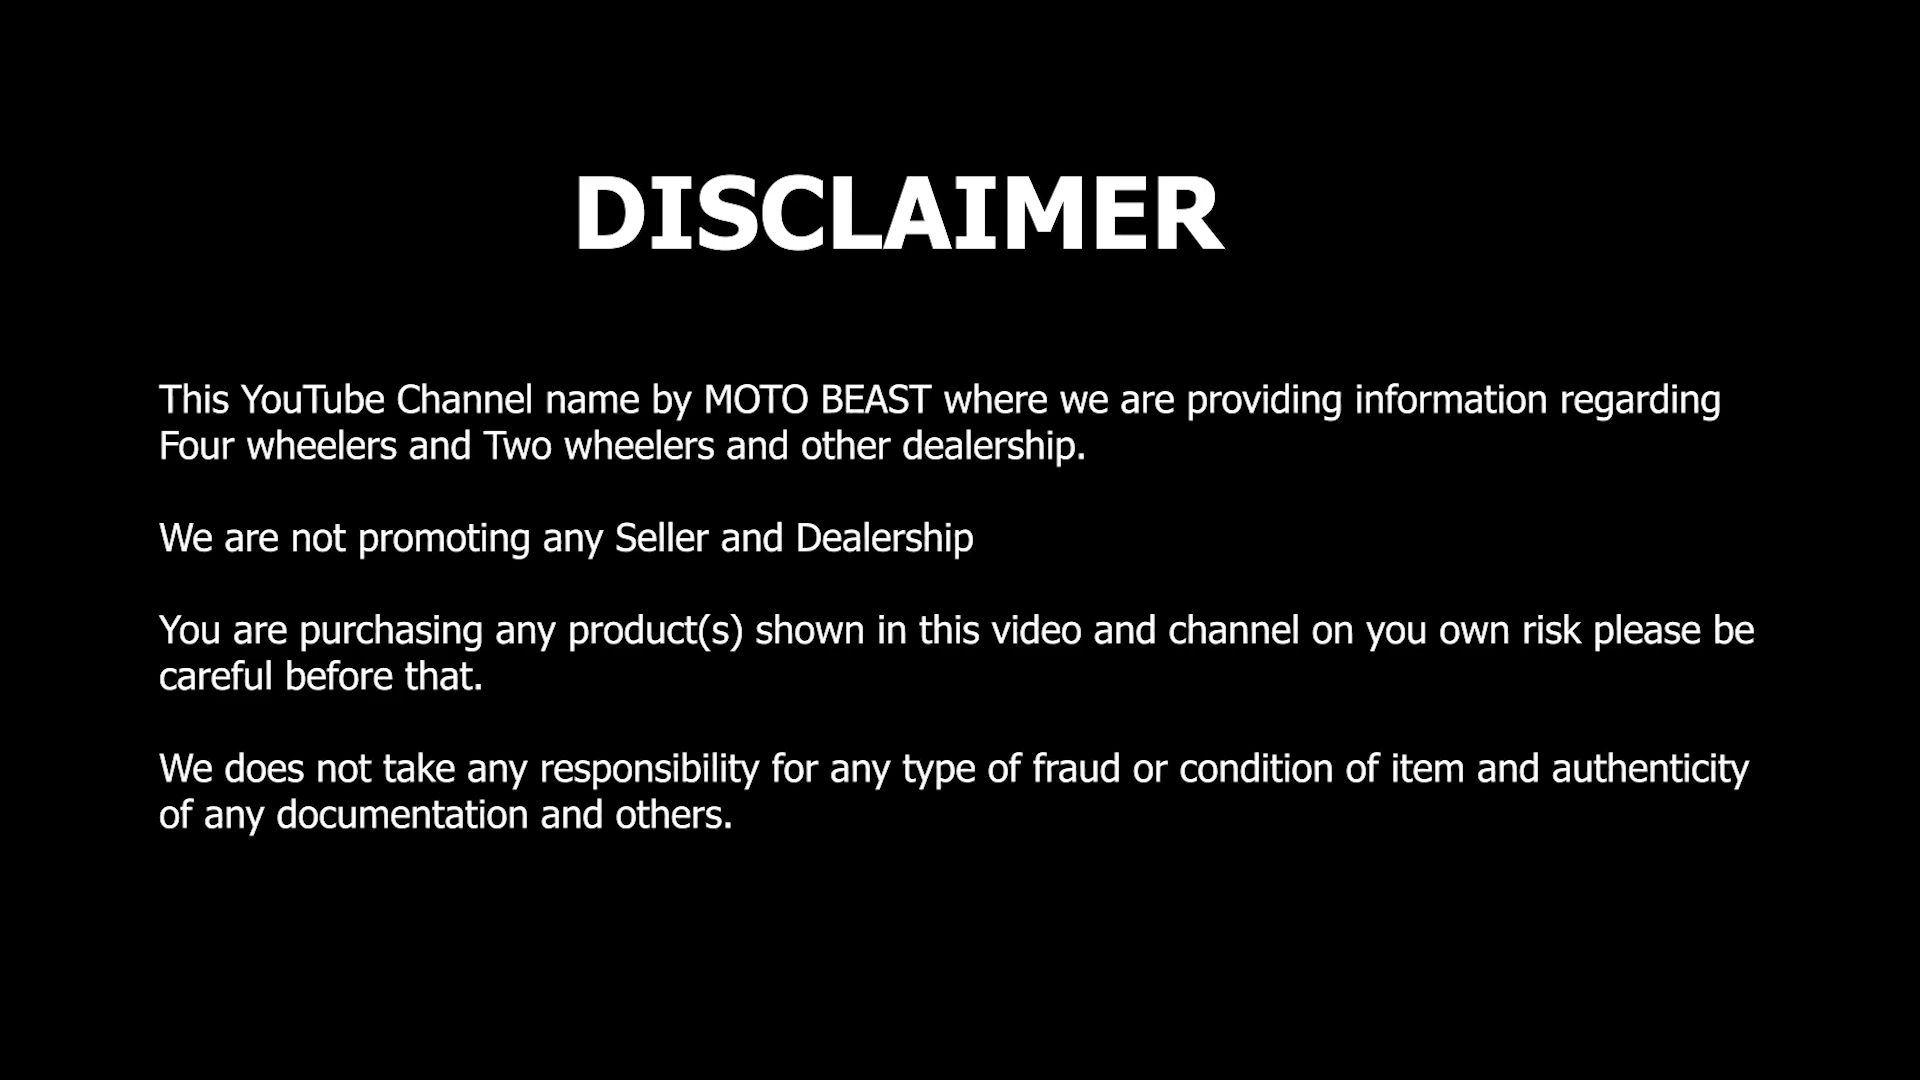 DISCLAIMER
This YouTube Channel name by MOTO BEAST where we are providing information regarding
Four wheelers and Two wheelers and other dealership.
We are not promoting any Seller and Dealership
You are purchasing any product(s) shown in this video and channel on you own risk please be
careful before that.
We does not take any responsibility for any type of fraud or condition of item and authenticity
of any documentation and others.